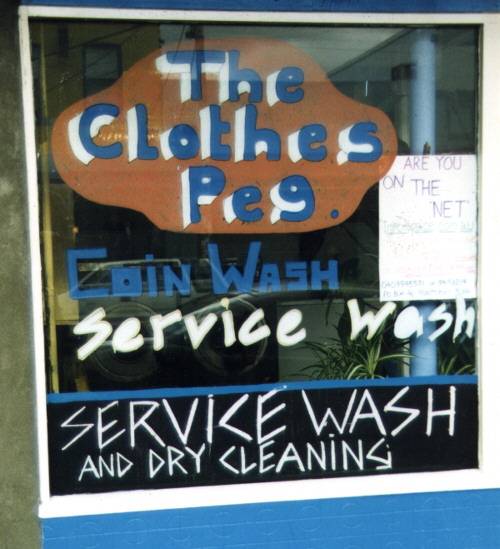 The
Clothes
Peg.
ARE YOU
ON THE
'NET'
COIN WASH
Service Wash
SERVICE WASH
AND DRY CLEANING